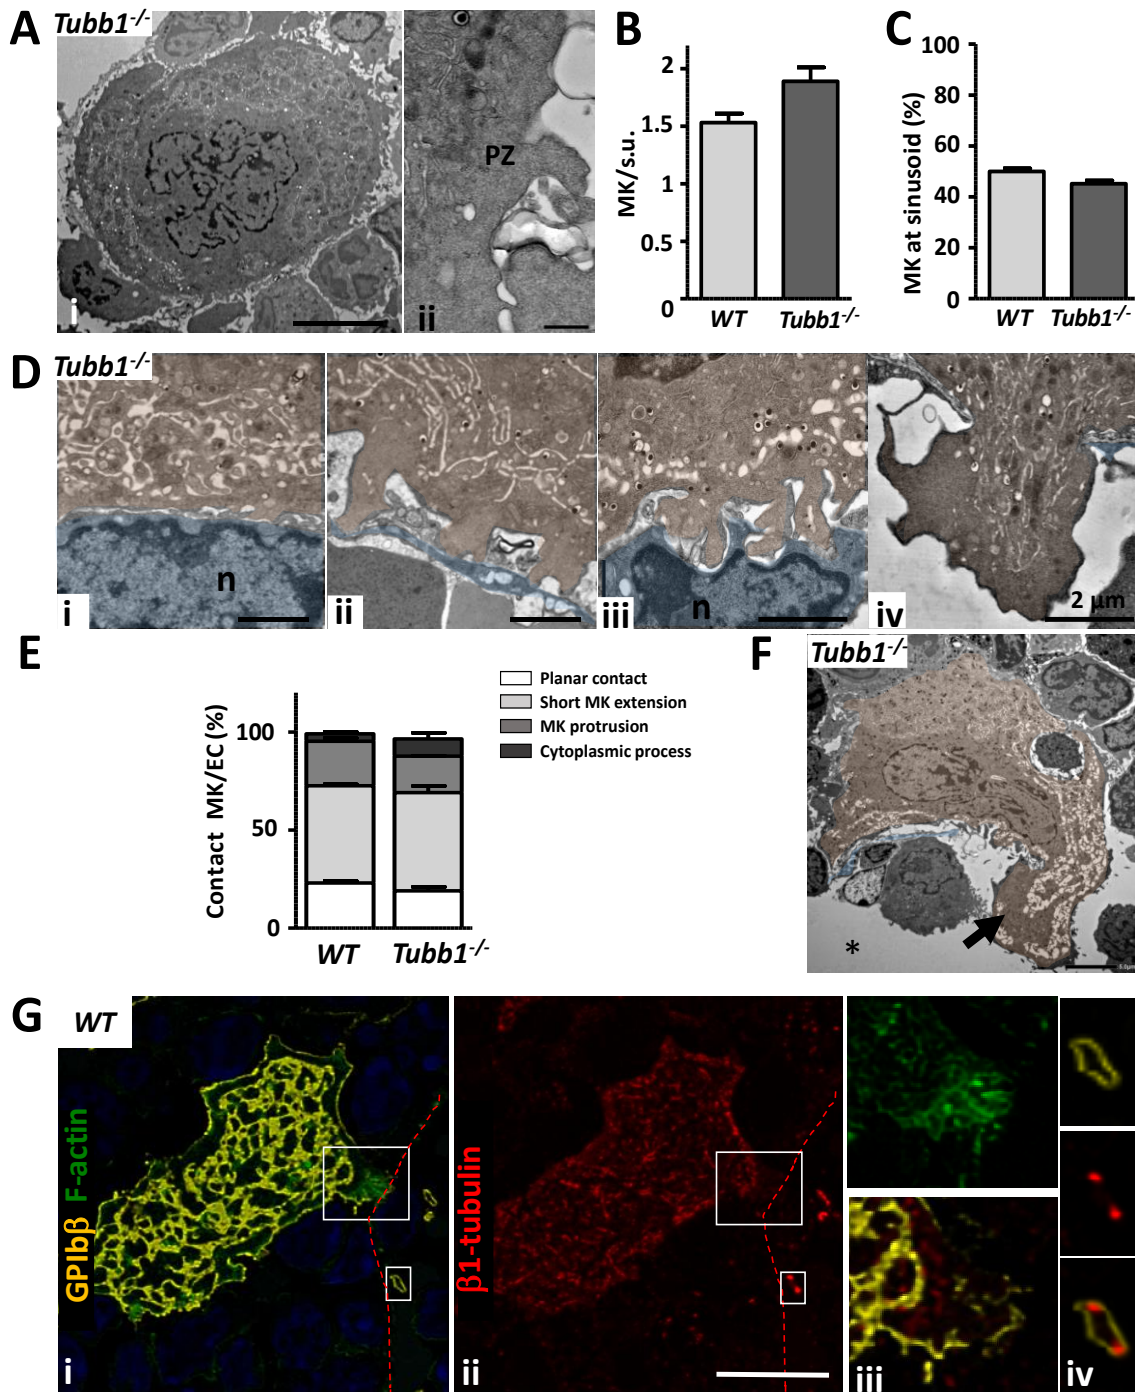 A
Tubb1-/-
i
PZ
ii
B
MK/s.u.
2
1.5
1
0.5
0
WT
Tubb1-/-
C
MK at sinusoid (%)
100
80
60
40
20
0
WT
Tubb1-/-
D
Tubb1-/-
n
i
ii
n
iii
2 µm
iv
E
Contact MK/EC (%)
100
50
0
WT
Tubb1-/-
Planar contact
Short MK extension
MK protrusion
Cytoplasmic process
F
Tubb1-/-
*
G
WT
GPIbβ F-actin
i
β1-tubulin
ii
iii
iv